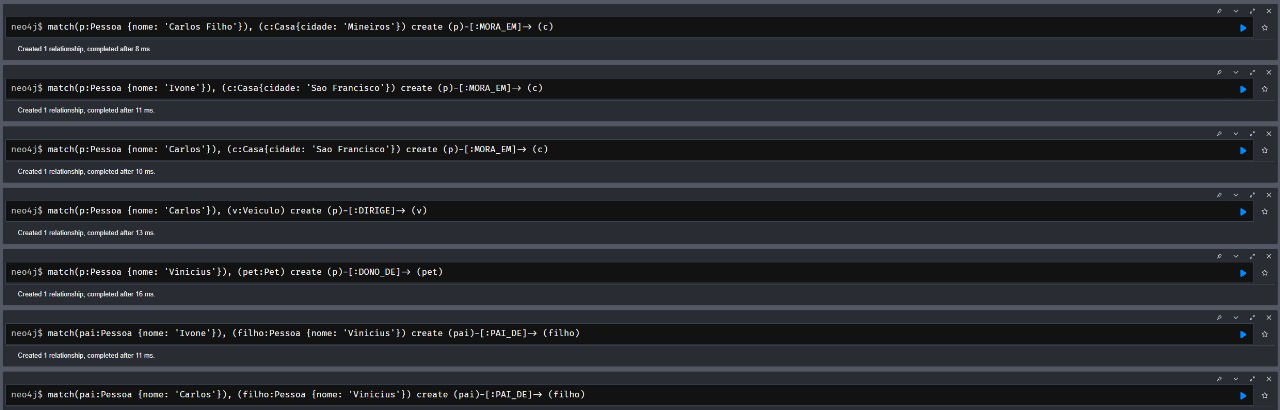 neo4j$ match(p:Pessoa {nome: 'Carlos Filho'}), (c:Casa{cidade: 'Mineiros'}) create (p)-[:MORA_EM]→ (c)
Created 1 relationship, completed after 8 ms.
neo4j$ match(p:Pessoa {nome: 'Ivone'}), (c:Casa{cidade: 'Sao Francisco'}) create (p)-[:MORA_EM]→ (c)
Created 1 relationship, completed after 11 ms.
neo4j$ match(p:Pessoa {nome: 'Carlos'}), (c:Casa{cidade: 'Sao Francisco'}) create (p)-[:MORA_EM]→ (c)
Created 1 relationship, completed after 10 ms.
neo4j$ match(p:Pessoa {nome: 'Carlos'}), (v:Veiculo) create (p)-[:DIRIGE]→ (v)
Created 1 relationship, completed after 13 ms.
neo4j$ match(p:Pessoa {nome: 'Vinicius'}), (pet:Pet) create (p)-[:DONO_DE]→ (pet)
Created 1 relationship, completed after 16 ms.
neo4j$ match(pai:Pessoa {nome: 'Ivone'}), (filho:Pessoa {nome: 'Vinicius'}) create (pai)-[:PAI_DE]→ (filho)
Created 1 relationship, completed after 11 ms.
neo4j$ match(pai:Pessoa {nome: 'Carlos'}), (filho:Pessoa {nome: 'Vinicius'}) create (pai)-[:PAI_DE]→ (filho)